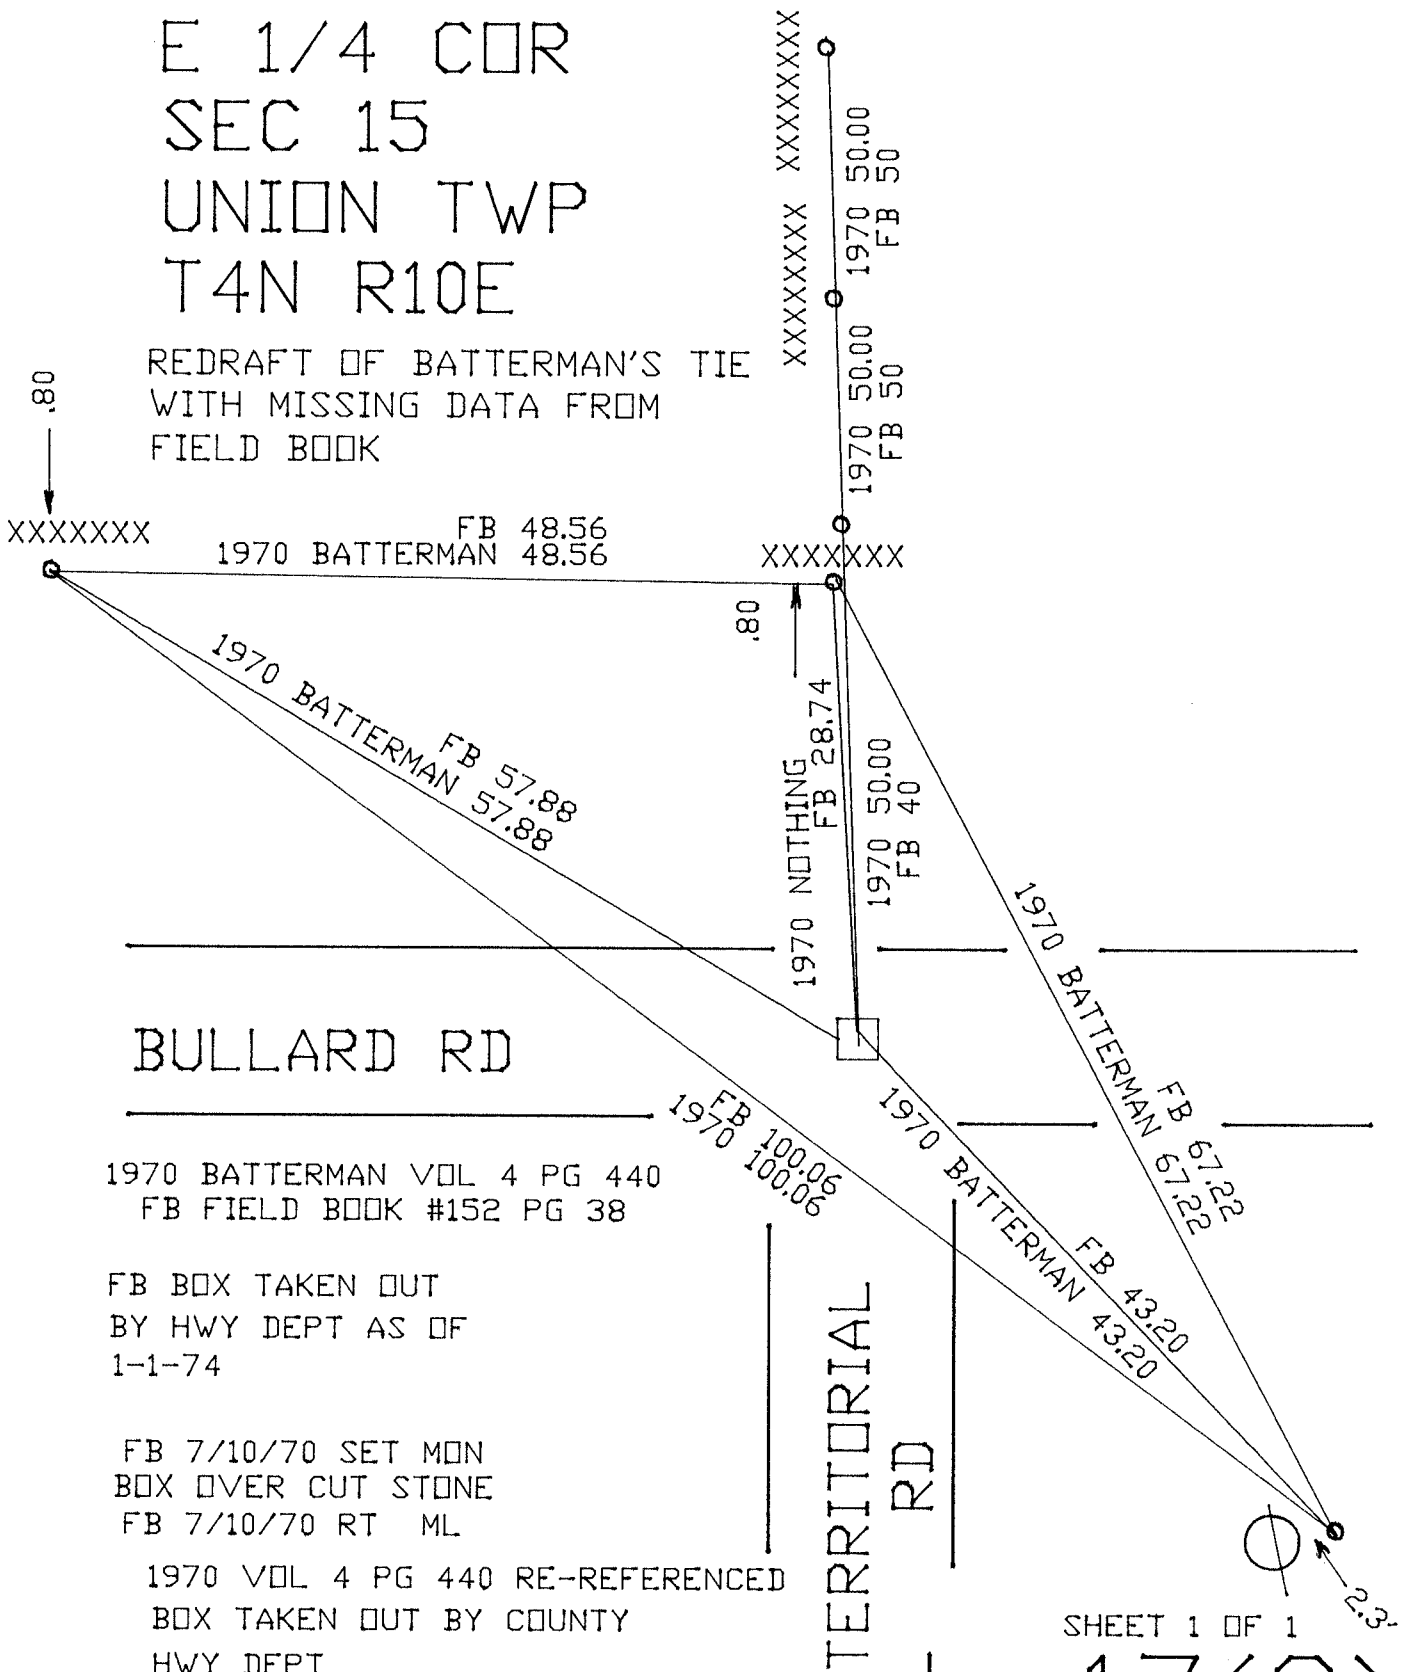 E 1/4 COR
SEC 15
UNION TWP
T4N R10E
REDRAFT OF BATTERMAN'S TIE
WITH MISSING DATA FROM
FIELD BOOK
XXXXXXX
XXXXXXX
1970 50.00
FB 50
1970 50.00
FB 50
.80
XXXXXXX
FB 48.56
1970 BATTERMAN 48.56
XXXXXXX
.80
FB 57.88
1970 BATTERMAN 57.88
1970 NOTHING
FB 28.74
1970 50.00
FB 40
FB 67.22
1970 BATTERMAN 67.22
BULLARD RD
FB 100.06
1970 100.06
FB 43.20
1970 BATTERMAN 43.20
1970 BATTERMAN VOL 4 PG 440
FB FIELD BOOK #152 PG 38
FB BOX TAKEN OUT
BY HWY DEPT AS OF
1-1-74
FB 7/10/70 SET MON
BOX OVER CUT STONE
FB 7/10/70 RT ML
1970 VOL 4 PG 440 RE-REFERENCED
BOX TAKEN OUT BY COUNTY
HWY DEPT
TERRITORIAL
RD
2.3'
SHEET 1 OF 1